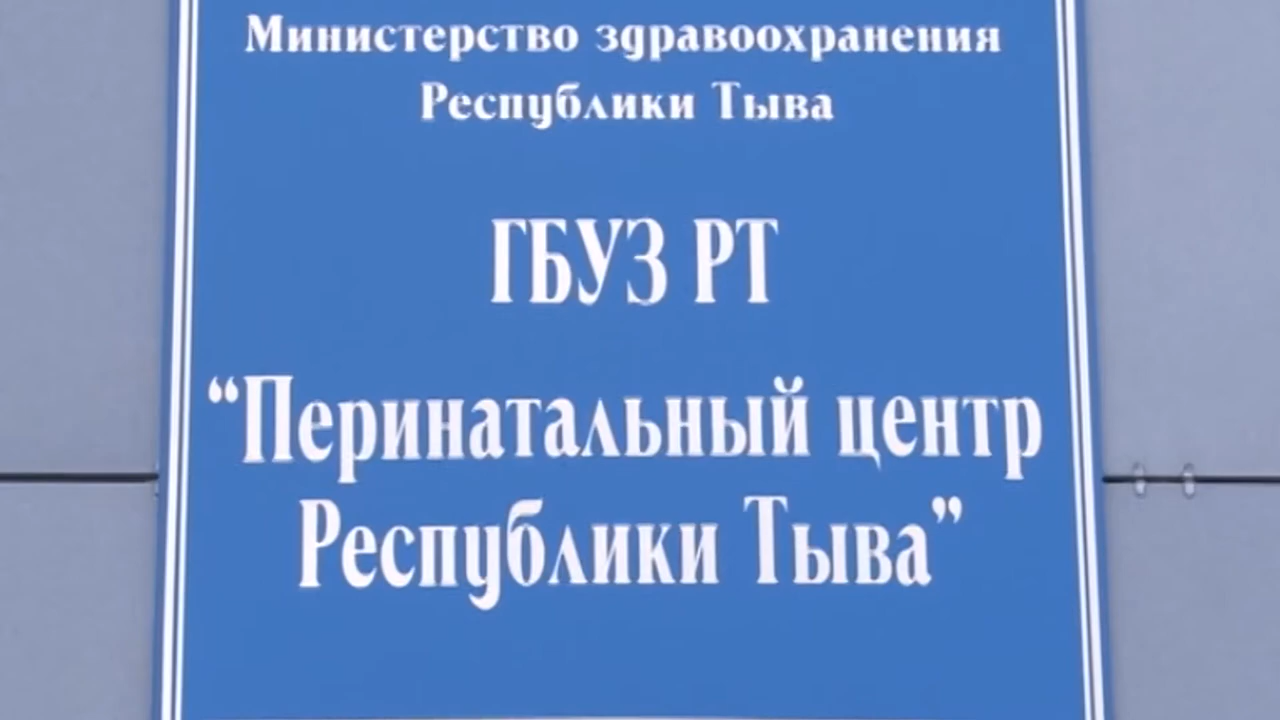 Министерство здравоохранения
Республики Тыва
ГБУЗ РТ
“Перинатальный центр
Республики Тыва”